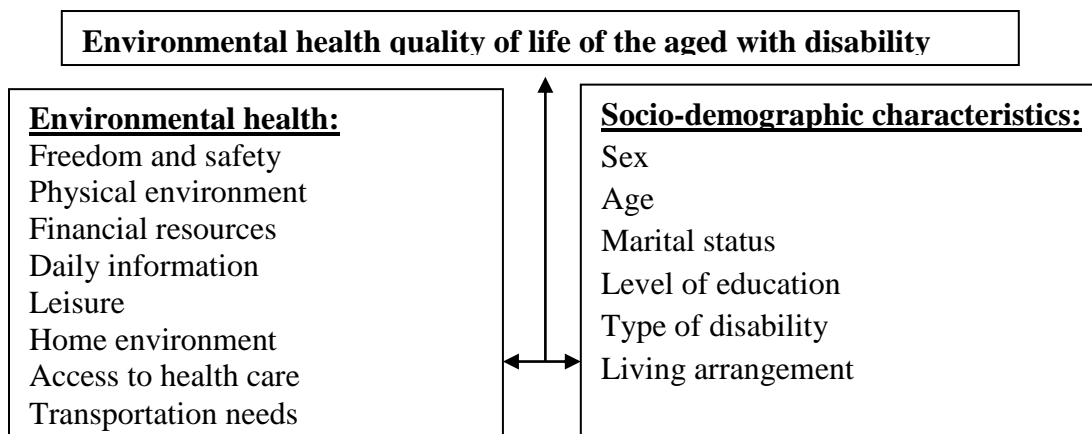 Environmental health quality of life of the aged with disability
Environmental health:
Freedom and safety
Physical environment
Financial resources
Daily information
Leisure
Home environment
Access to health care
Transportation needs
Socio-demographic characteristics:
Sex
Age
Marital status
Level of education
Type of disability
Living arrangement